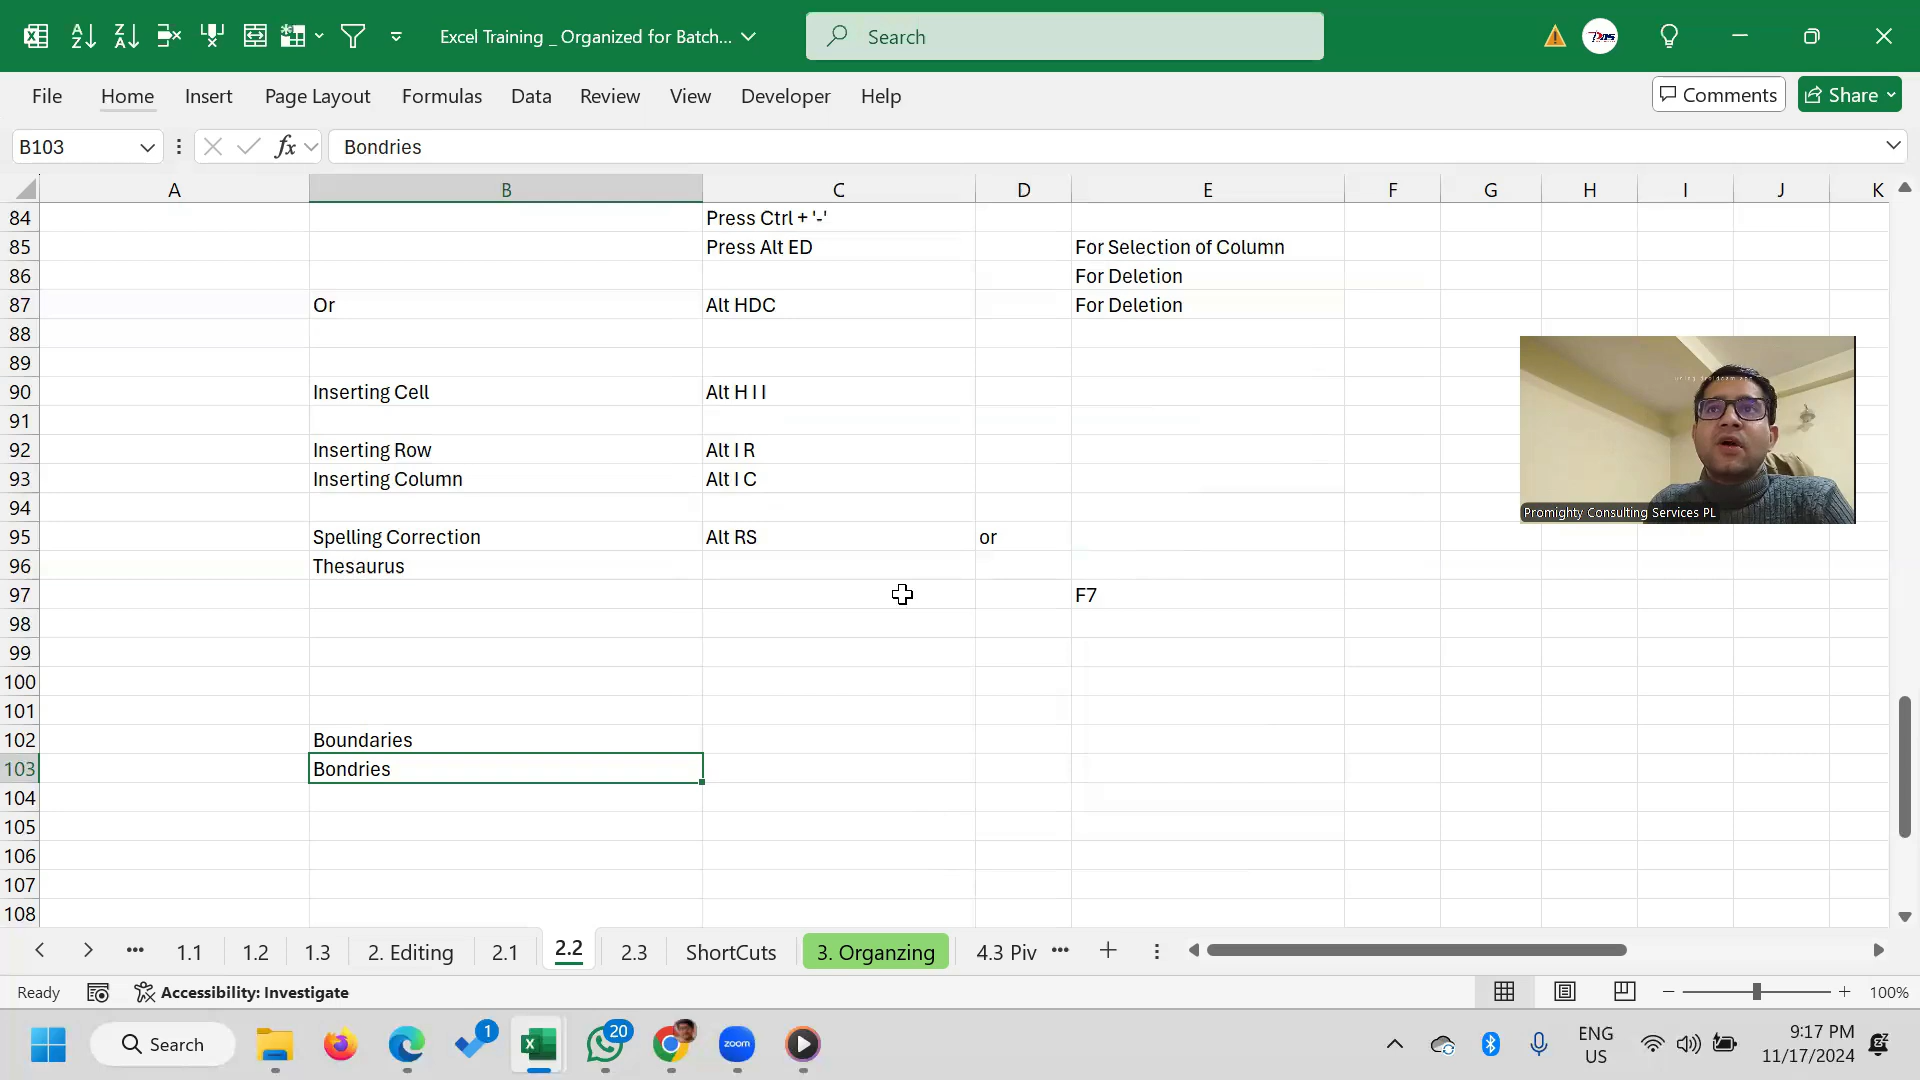 Excel Training _ Organized for Batch...
Search
File Home Insert Page Layout Formulas Data Review View Developer Help
Comments
Share
B103
fx
Bondries
A B C D E F G H I J K
84 Press Ctrl + '-'
85 Press Alt ED For Selection of Column
86 For Deletion
87 Or Alt HDC For Deletion
88
89
90 Inserting Cell Alt H I I
91
92 Inserting Row Alt I R
93 Inserting Column Alt I C
94
95 Spelling Correction Alt RS or
96 Thesaurus
97 F7
98
99
100
101
102 Boundaries
103 Bondries
104
105
106
107
108
Promighty Consulting Services PL
1.1 1.2 1.3 2. Editing 2.1 2.2 2.3 ShortCuts 3. Organzing 4.3 Piv
Ready
Accessibility: Investigate
100%
Search
1
20
zoom
ENG
US
9:17 PM
11/17/2024